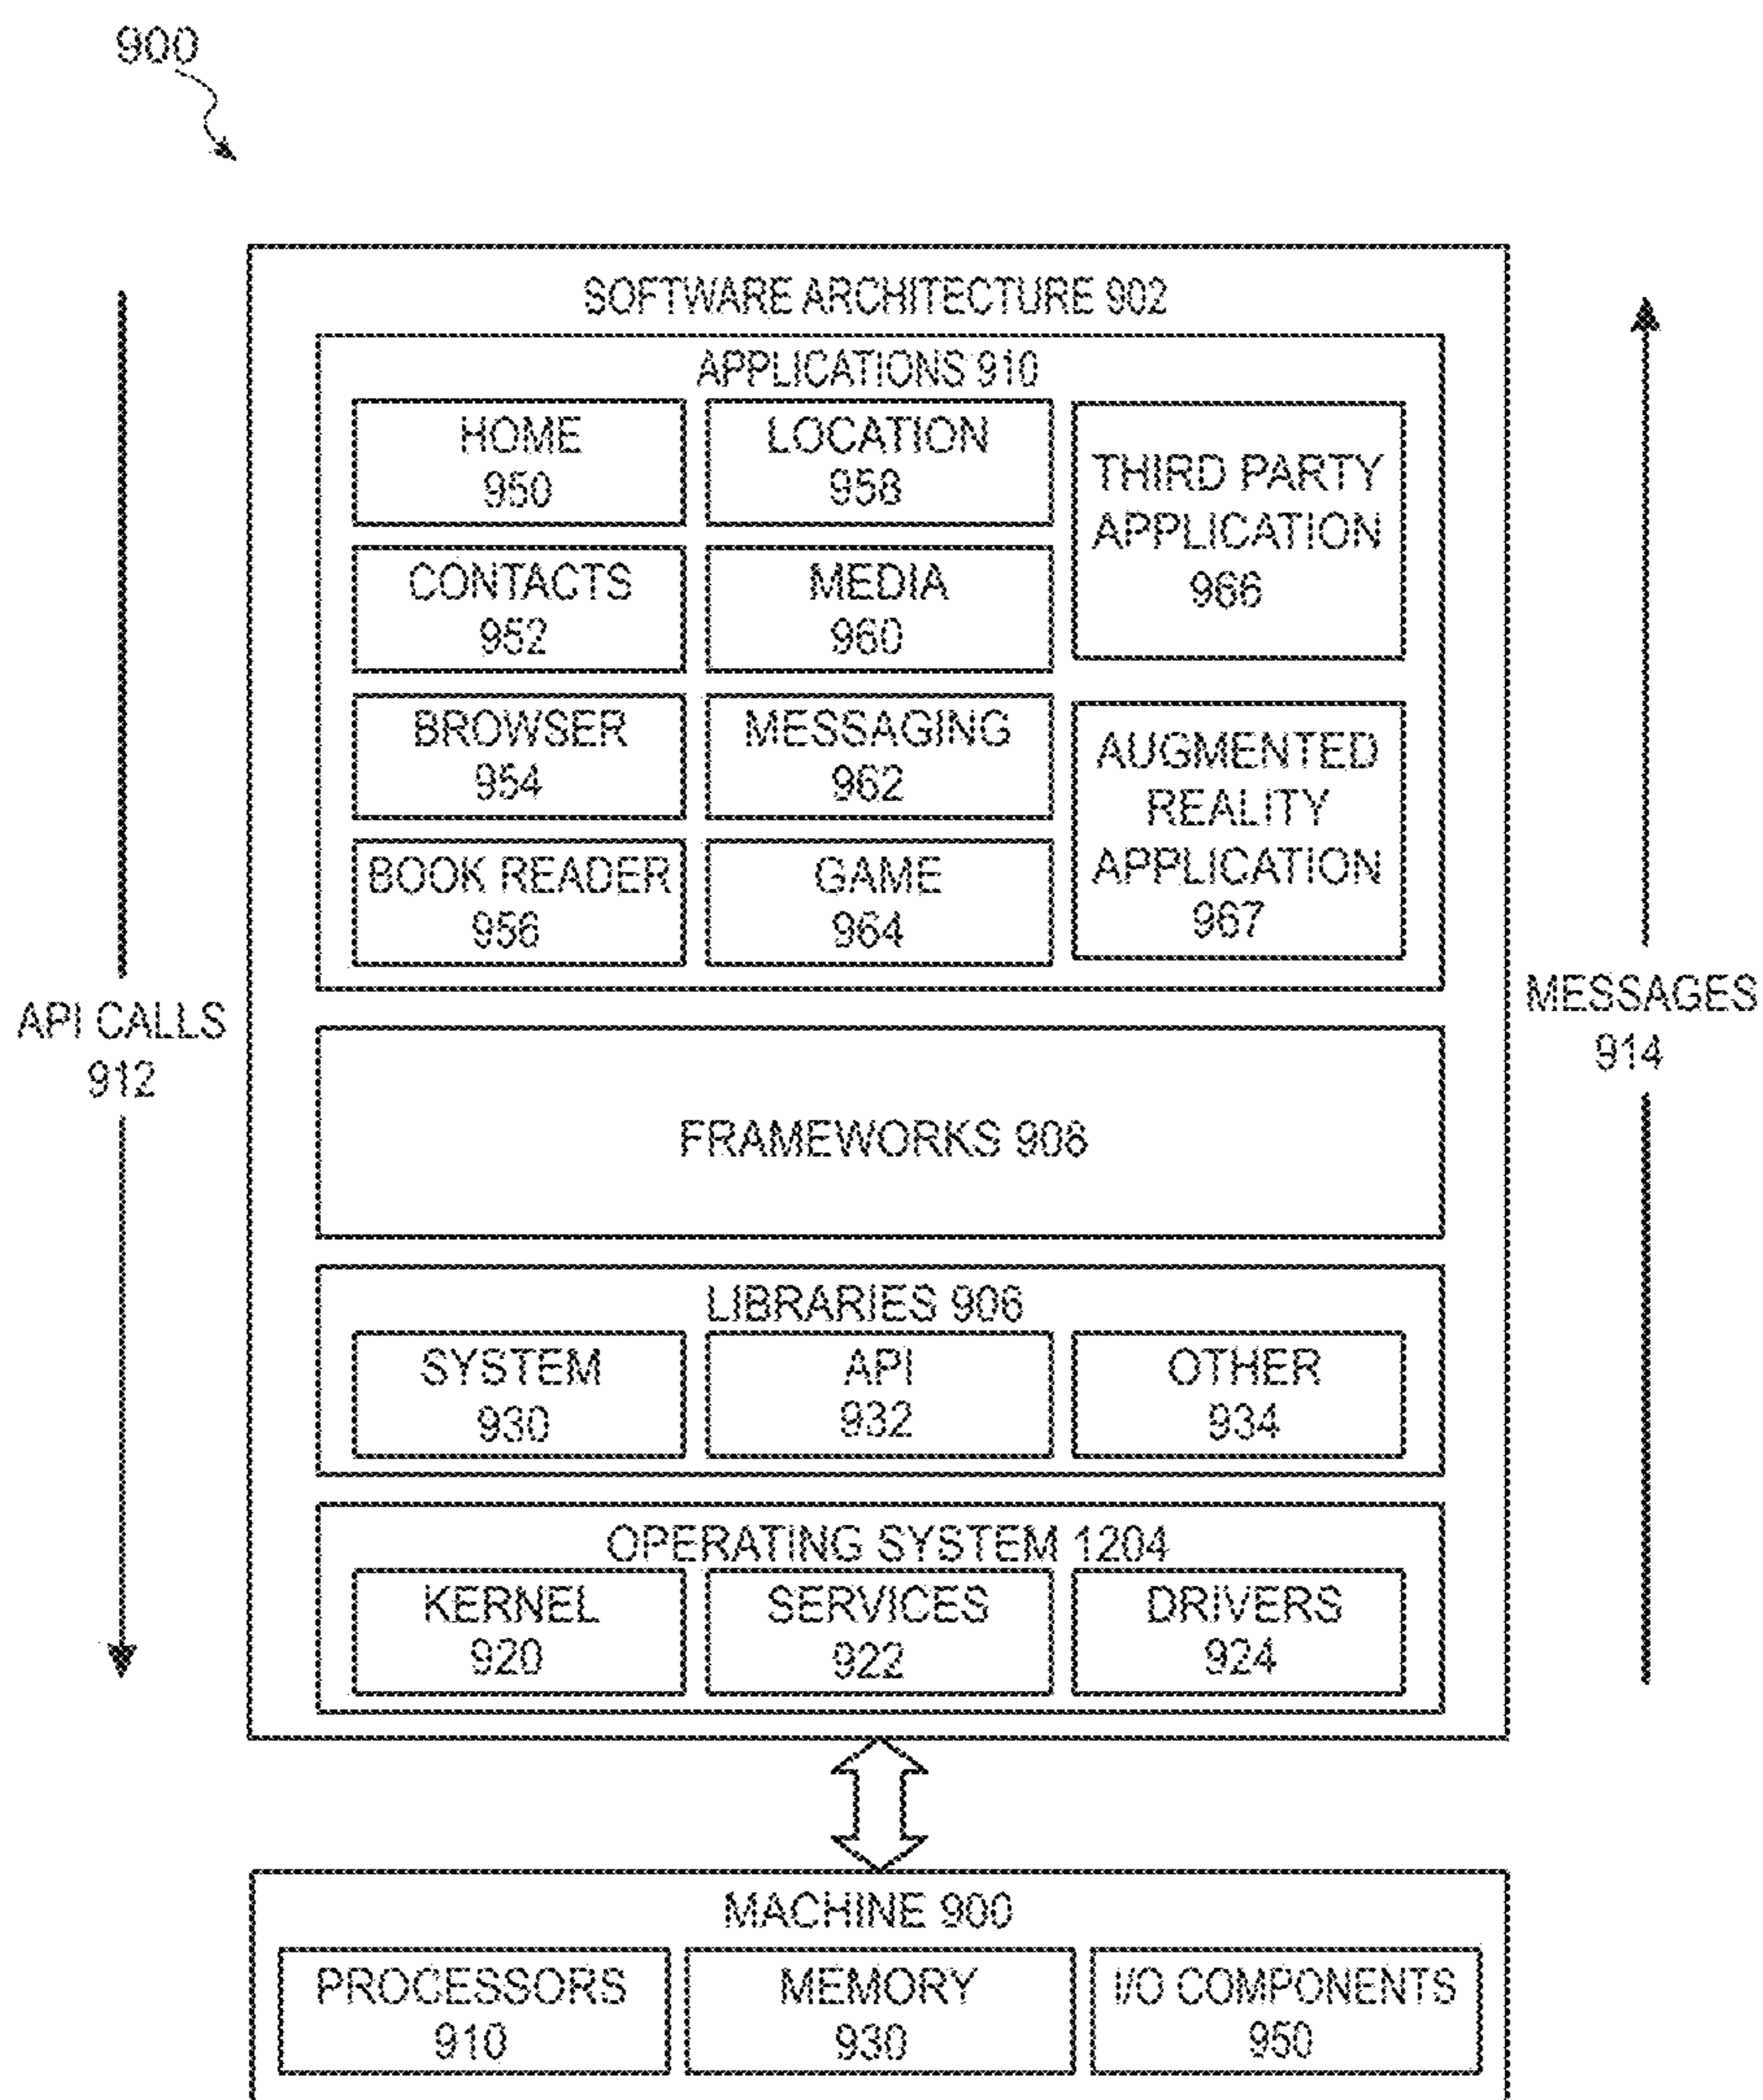 900
SOFTWARE ARCHITECTURE 902
APPLICATIONS 910
HOME
950
LOCATION
958
THIRD PARTY
APPLICATION
966
CONTACTS
952
MEDIA
960
BROWSER
954
MESSAGING
962
AUGMENTED
REALITY
APPLICATION
967
BOOK READER
956
GAME
964
API CALLS
912
MESSAGES
914
FRAMEWORKS 908
LIBRARIES 906
SYSTEM
930
API
932
OTHER
934
OPERATING SYSTEM 1204
KERNEL
920
SERVICES
922
DRIVERS
924
MACHINE 900
PROCESSORS
910
MEMORY
930
I/O COMPONENTS
950